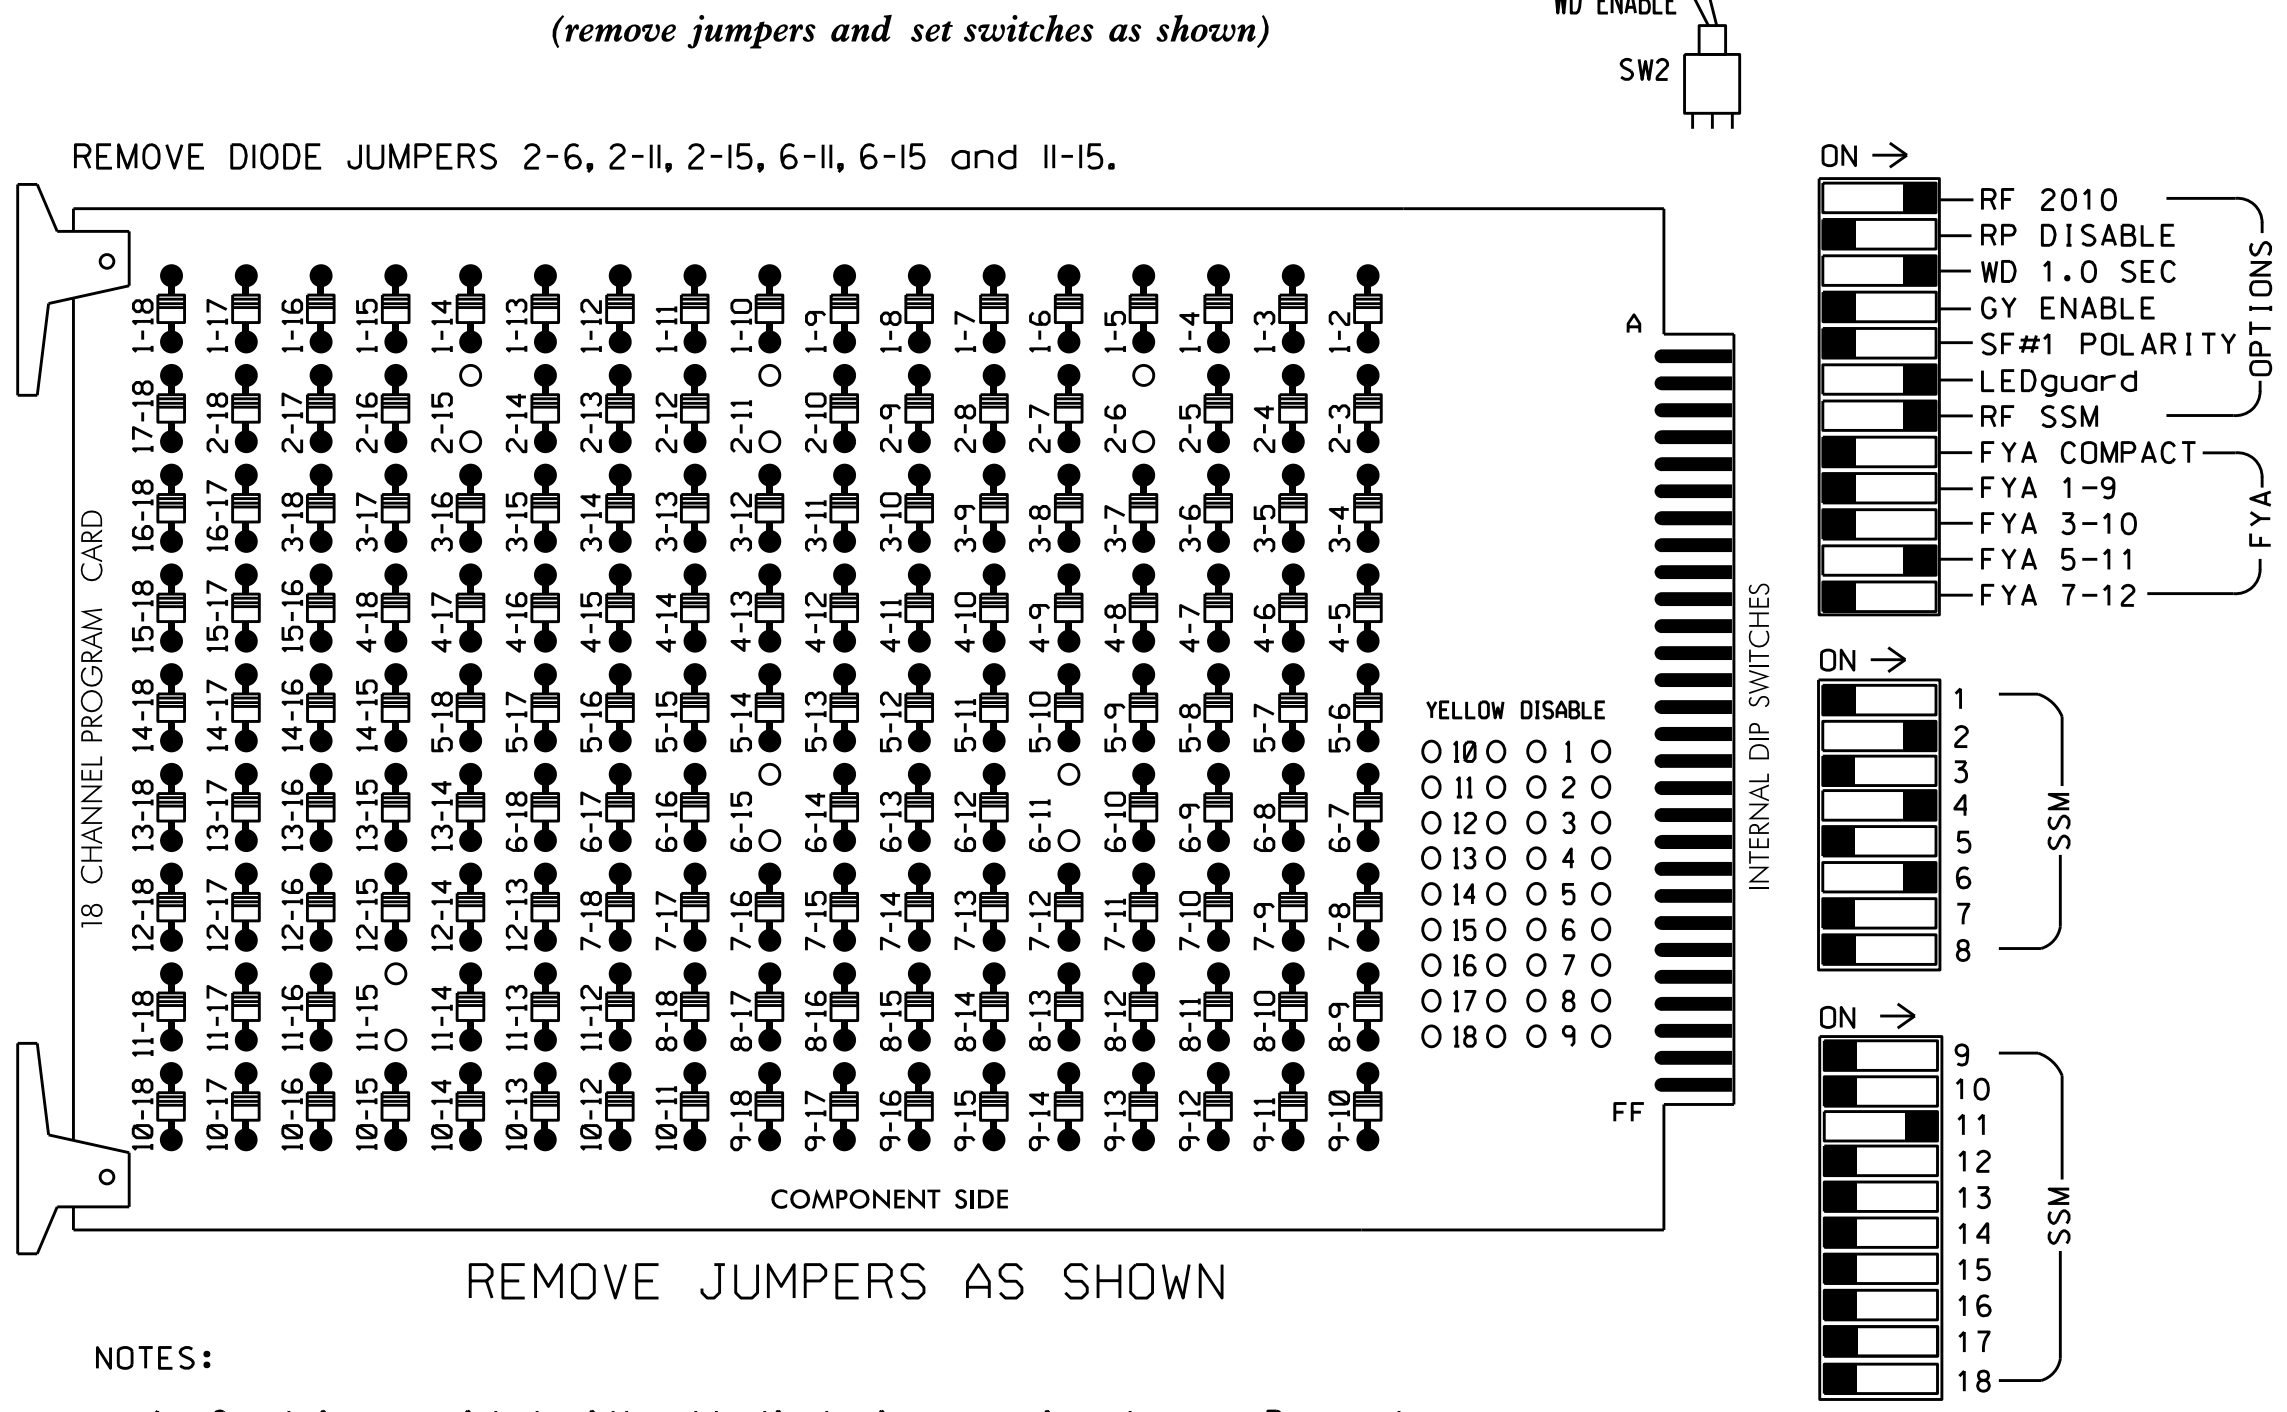 WD ENABLE
(remove jumpers and set switches as shown)
SW2
REMOVE DIODE JUMPERS 2-6, 2-11, 2-15, 6-11, 6-15 and 11-15.
18 CHANNEL PROGRAM CARD
1-18 1-17 1-16 1-15 1-14 1-13 1-12 1-11 1-10 1-9 1-8 1-7 1-6 1-5 1-4 1-3 1-2
17-18 2-18 2-17 2-16 2-15 2-14 2-13 2-12 2-11 2-10 2-9 2-8 2-7 2-6 2-5 2-4 2-3
16-18 16-17 3-18 3-17 3-16 3-15 3-14 3-13 3-12 3-11 3-10 3-9 3-8 3-7 3-6 3-5 3-4
15-18 15-17 15-16 4-18 4-17 4-16 4-15 4-14 4-13 4-12 4-11 4-10 4-9 4-8 4-7 4-6 4-5
14-18 14-17 14-16 14-15 5-18 5-17 5-16 5-15 5-14 5-13 5-12 5-11 5-10 5-9 5-8 5-7 5-6
13-18 13-17 13-16 13-15 13-14 6-18 6-17 6-16 6-15 6-14 6-13 6-12 6-11 6-10 6-9 6-8 6-7
12-18 12-17 12-16 12-15 12-14 12-13 7-18 7-17 7-16 7-15 7-14 7-13 7-12 7-11 7-10 7-9 7-8
11-18 11-17 11-16 11-15 11-14 11-13 11-12 8-18 8-17 8-16 8-15 8-14 8-13 8-12 8-11 8-10 8-9
10-18 10-17 10-16 10-15 10-14 10-13 10-12 10-11 9-18 9-17 9-16 9-15 9-14 9-13 9-12 9-11 9-10
A
FF
YELLOW DISABLE
10 1
11 2
12 3
13 4
14 5
15 6
16 7
17 8
18 9
COMPONENT SIDE
INTERNAL DIP SWITCHES
ON
RF 2010
RP DISABLE
WD 1.0 SEC
GY ENABLE
SF#1 POLARITY
LEDguard
RF SSM
OPTIONS
FYA COMPACT
FYA 1-9
FYA 3-10
FYA 5-11
FYA 7-12
FYA
ON
1
2
3
4
5
6
7
8
SSM
ON
9
10
11
12
13
14
15
16
17
18
SSM
REMOVE JUMPERS AS SHOWN
NOTES: